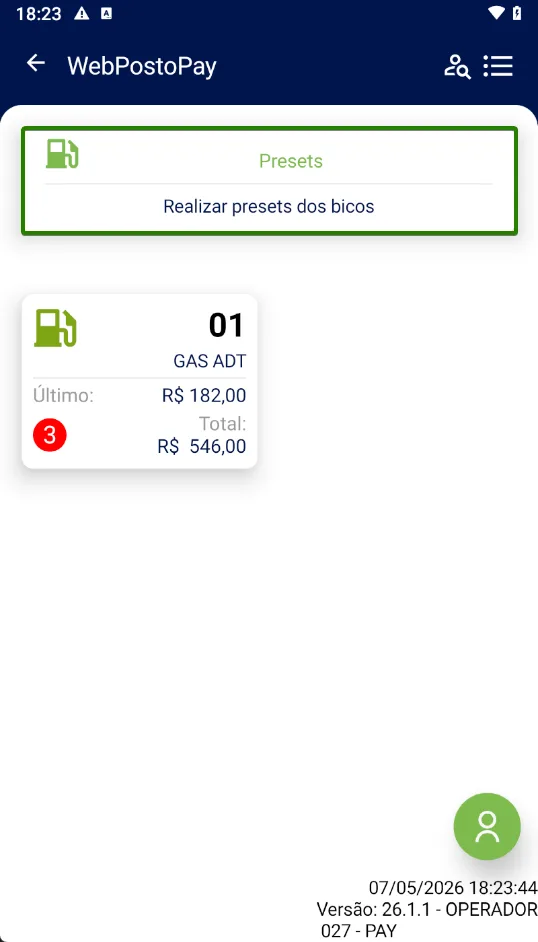 18:23
WebPostoPay
Presets
Realizar presets dos bicos
01
GAS ADT
Último: R$ 182,00
3 Total:
R$ 546,00
07/05/2026 18:23:44
Versão: 26.1.1 - OPERADOR
027 - PAY